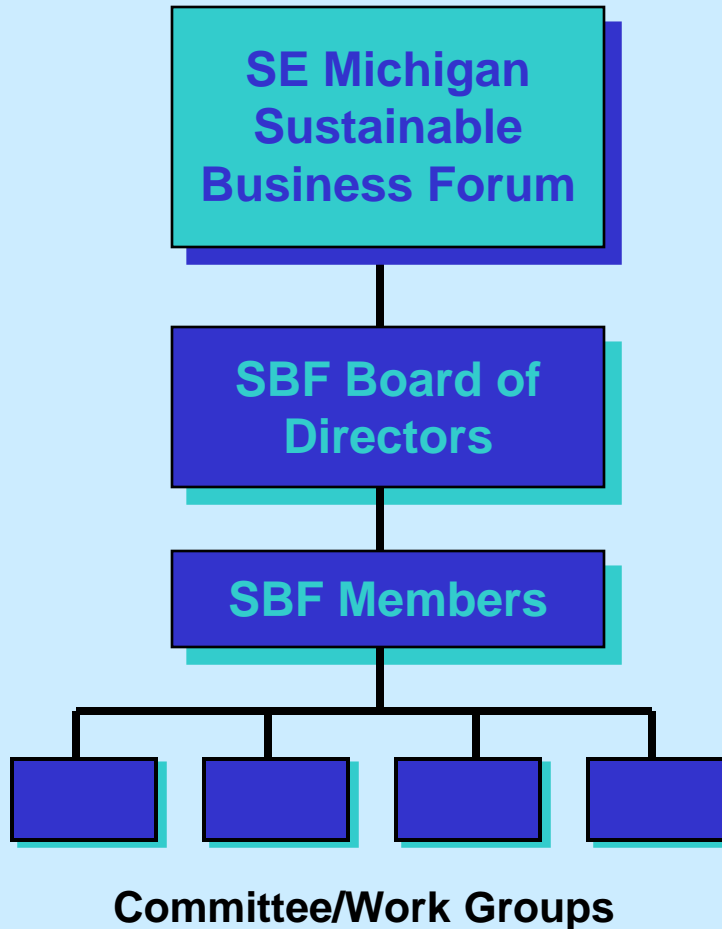 SE Michigan
Sustainable
Business Forum
SBF Board of
Directors
SBF Members
Committee/Work Groups